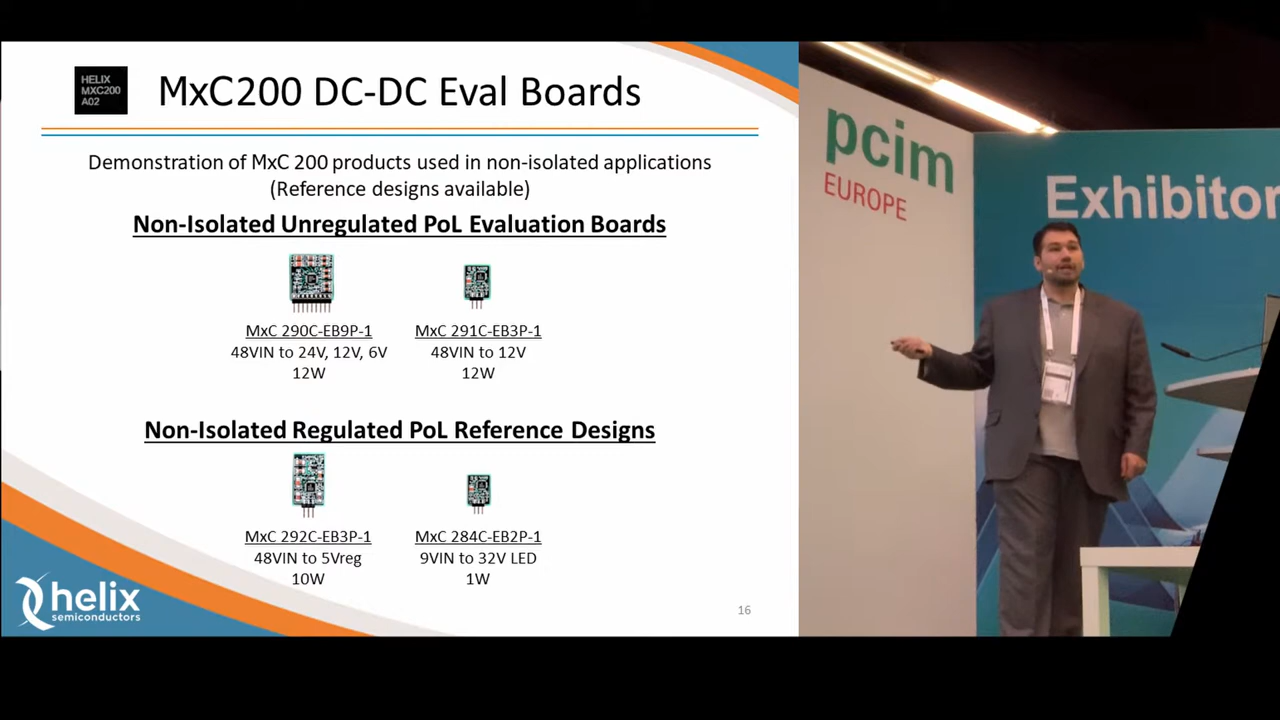 HELIX
MXC200
A02
MxC200 DC-DC Eval Boards
Demonstration of MxC 200 products used in non-isolated applications
(Reference designs available)
Non-Isolated Unregulated PoL Evaluation Boards
MxC 290C-EB9P-1
48VIN to 24V, 12V, 6V
12W
MxC 291C-EB3P-1
48VIN to 12V
12W
Non-Isolated Regulated PoL Reference Designs
MxC 292C-EB3P-1
48VIN to 5Vreg
10W
MxC 284C-EB2P-1
9VIN to 32V LED
1W
helix
semiconductors
16
pcim
EUROPE
Exhibitor